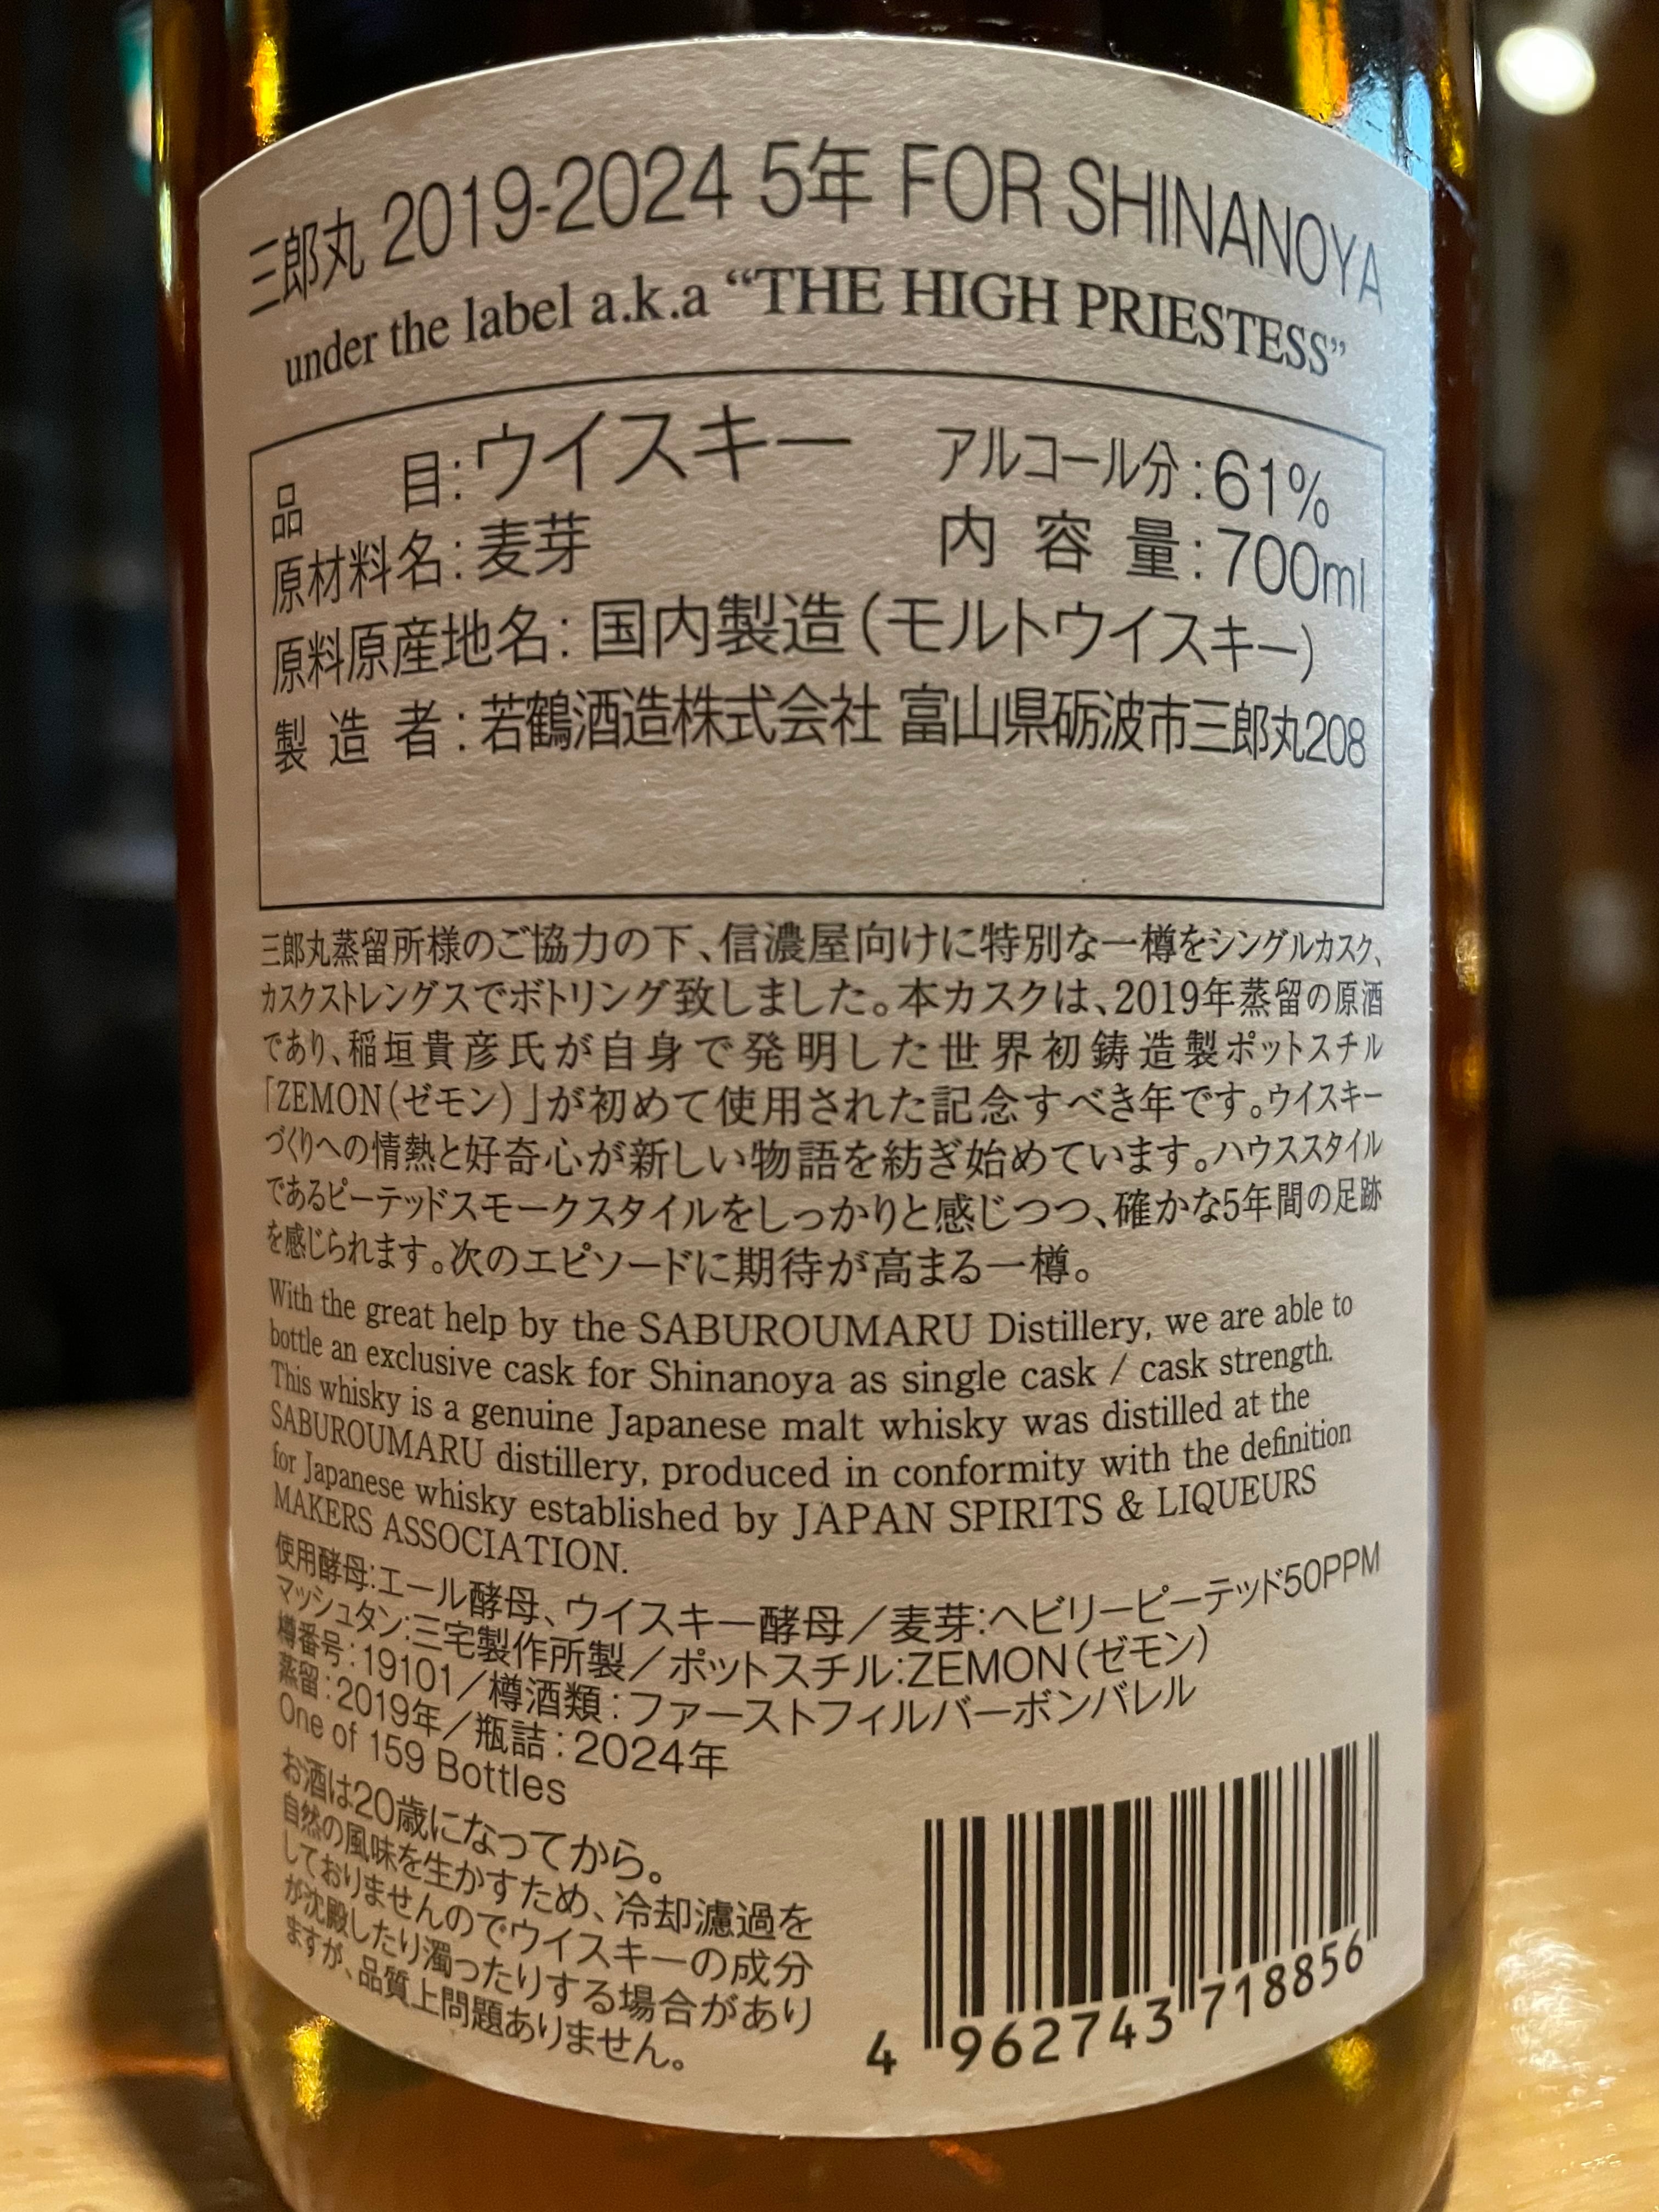 三郎丸 2019-2024 5年 FOR SHINANOYA
under the label a.k.a “THE HIGH PRIESTESS”
品 目:ウイスキー アルコール分:61%
原材料名:麦芽 内容量:700ml
原料原産地名:国内製造(モルトウイスキー)
製造者:若鶴酒造株式会社 富山県砺波市三郎丸208
三郎丸蒸留所様のご協力の下、信濃屋向けに特別な一樽をシングルカスク、
カスクストレングスでボトリング致しました。本カスクは、2019年蒸留の原酒
であり、稲垣貴彦氏が自身で発明した世界初鋳造製ポットスチル
「ZEMON(ゼモン)」が初めて使用された記念すべき年です。ウイスキー
づくりへの情熱と好奇心が新しい物語を紡ぎ始めています。ハウススタイル
であるピーテッドスモークスタイルをしっかりと感じつつ、確かな5年間の足跡
を感じられます。次のエピソードに期待が高まる一樽。
With the great help by the SABUROUMARU Distillery, we are able to
bottle an exclusive cask for Shinanoya as single cask / cask strength.
This whisky is a genuine Japanese malt whisky was distilled at the
SABUROUMARU distillery, produced in conformity with the definition
for Japanese whisky established by JAPAN SPIRITS & LIQUEURS
MAKERS ASSOCIATION.
使用酵母:エール酵母、ウイスキー酵母/麦芽:ヘビリーピーテッド50PPM
マッシュタン:三宅製作所製/ポットスチル:ZEMON(ゼモン)
樽番号:19101/樽酒類:ファーストフィルバーボンバレル
蒸留:2019年/瓶詰:2024年
One of 159 Bottles
お酒は20歳になってから。
自然の風味を生かすため、冷却濾過を
しておりませんのでウイスキーの成分
が沈殿したり濁ったりする場合があり
ますが、品質上問題ありません。
4 962743 718856